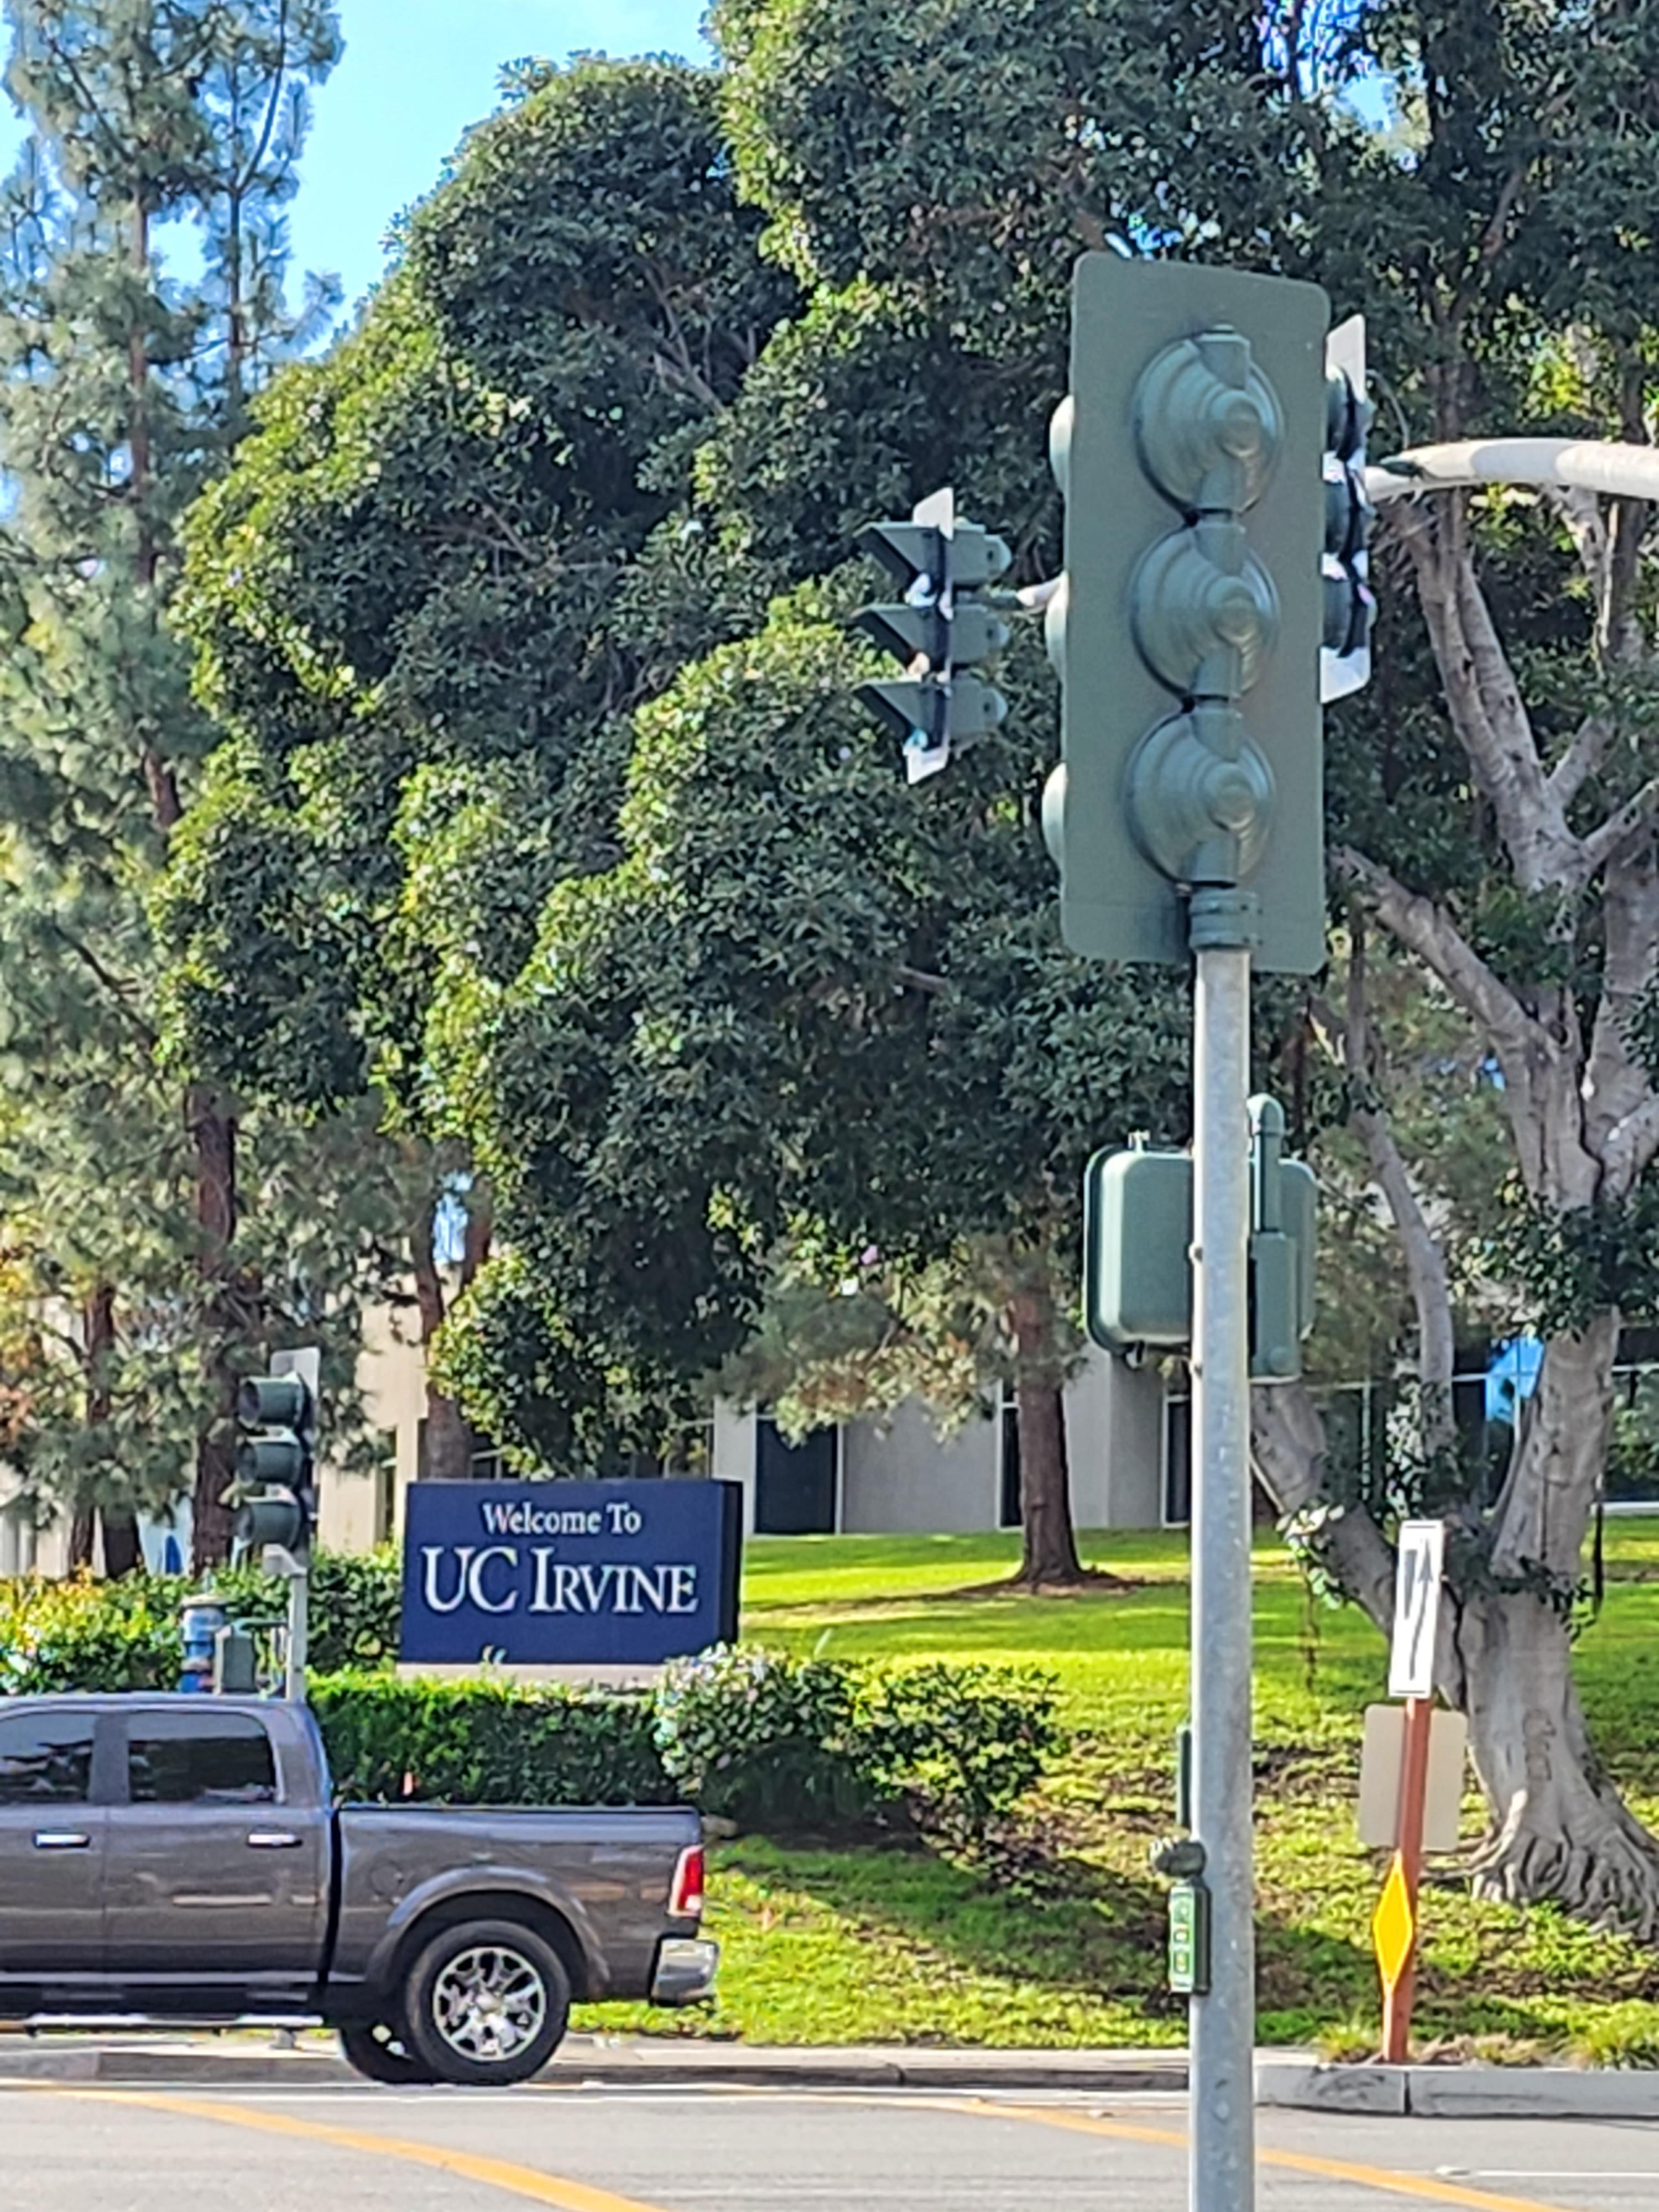 Welcome To
UC IRVINE